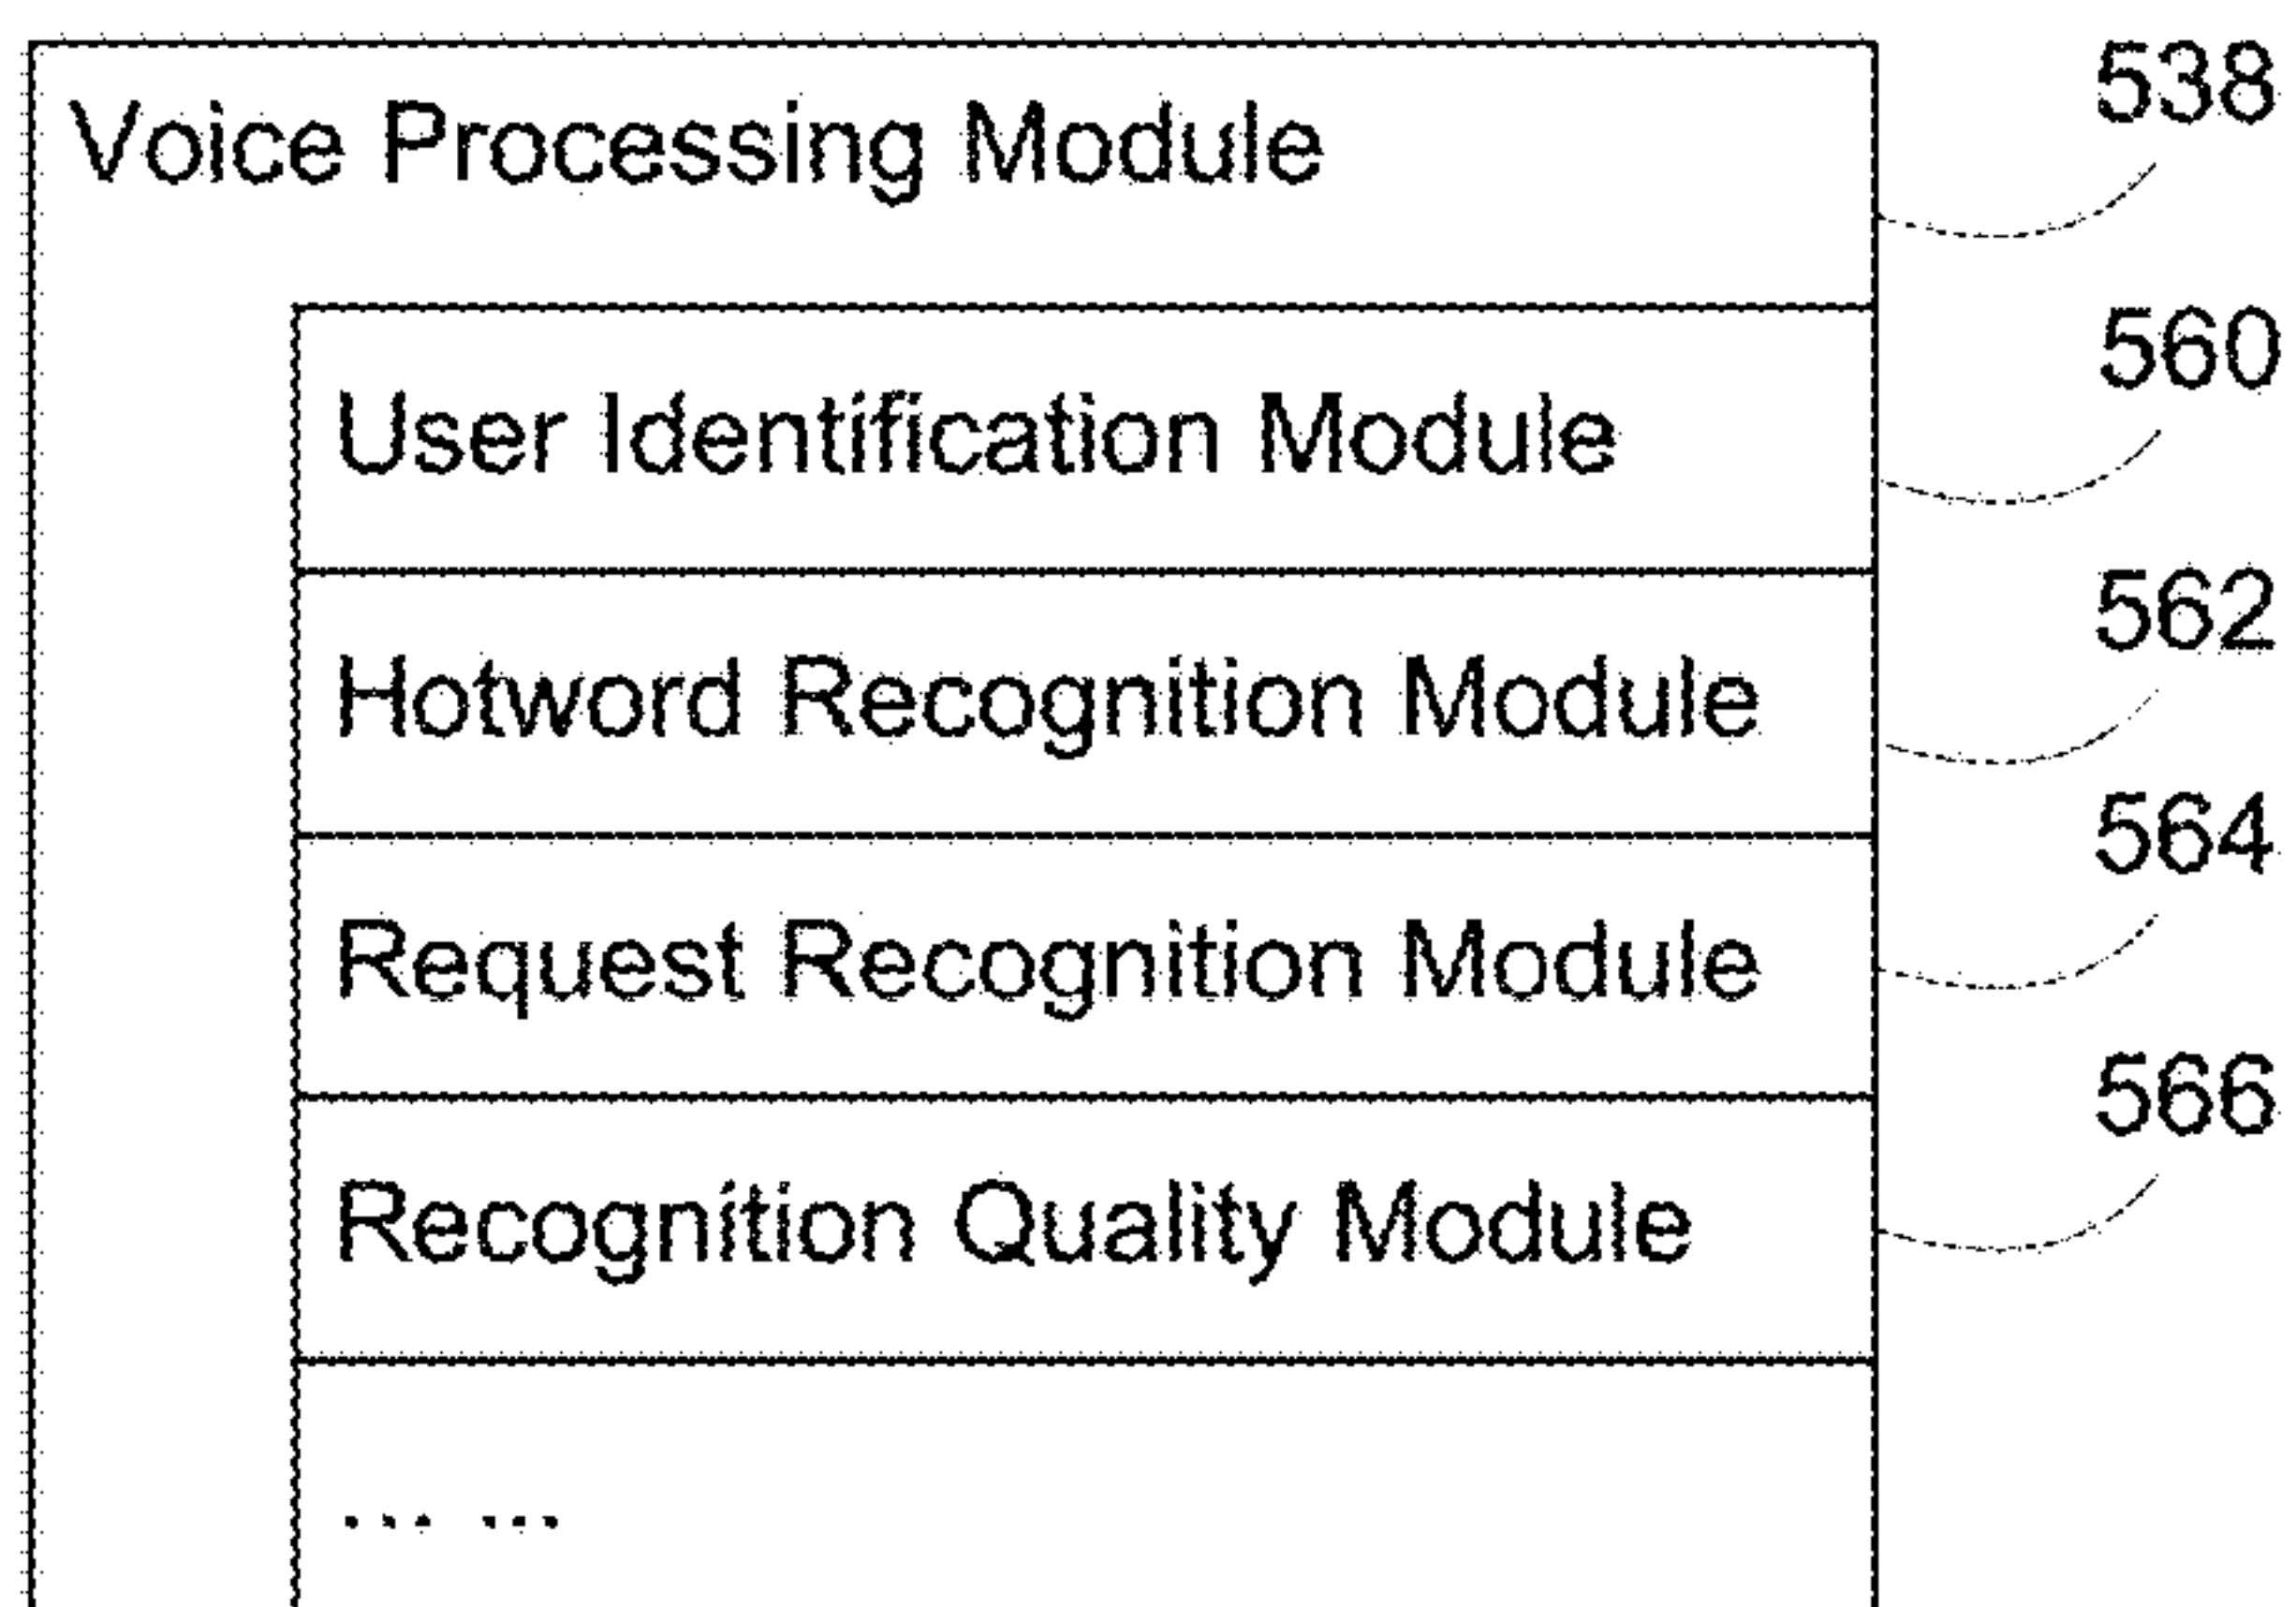 Voice Processing Module
538
User Identification Module
560
Hotword Recognition Module
562
Request Recognition Module
564
Recognition Quality Module
566
... ...